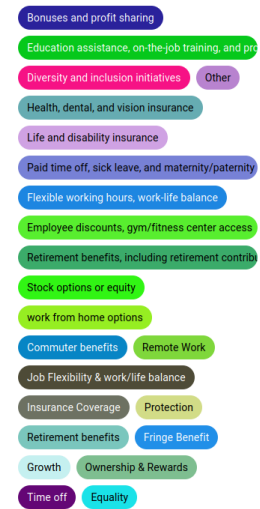 Bonuses and profit sharing
Education assistance, on-the-job training, and
Diversity and inclusion initiatives Other
Health, dental, and vision insurance
Life and disability insurance
Paid time off, sick leave, and maternity/paternity
Flexible working hours, work-life balance
Employee discounts, gym/fitness center access
Retirement benefits, including retirement
Stock options or equity
work from home options
Commuter benefits Remote Work
Job Flexibility & work/life balance
Insurance Coverage Protection
Retirement benefits Fringe Benefit
Growth Ownership & Rewards
Time off Equality